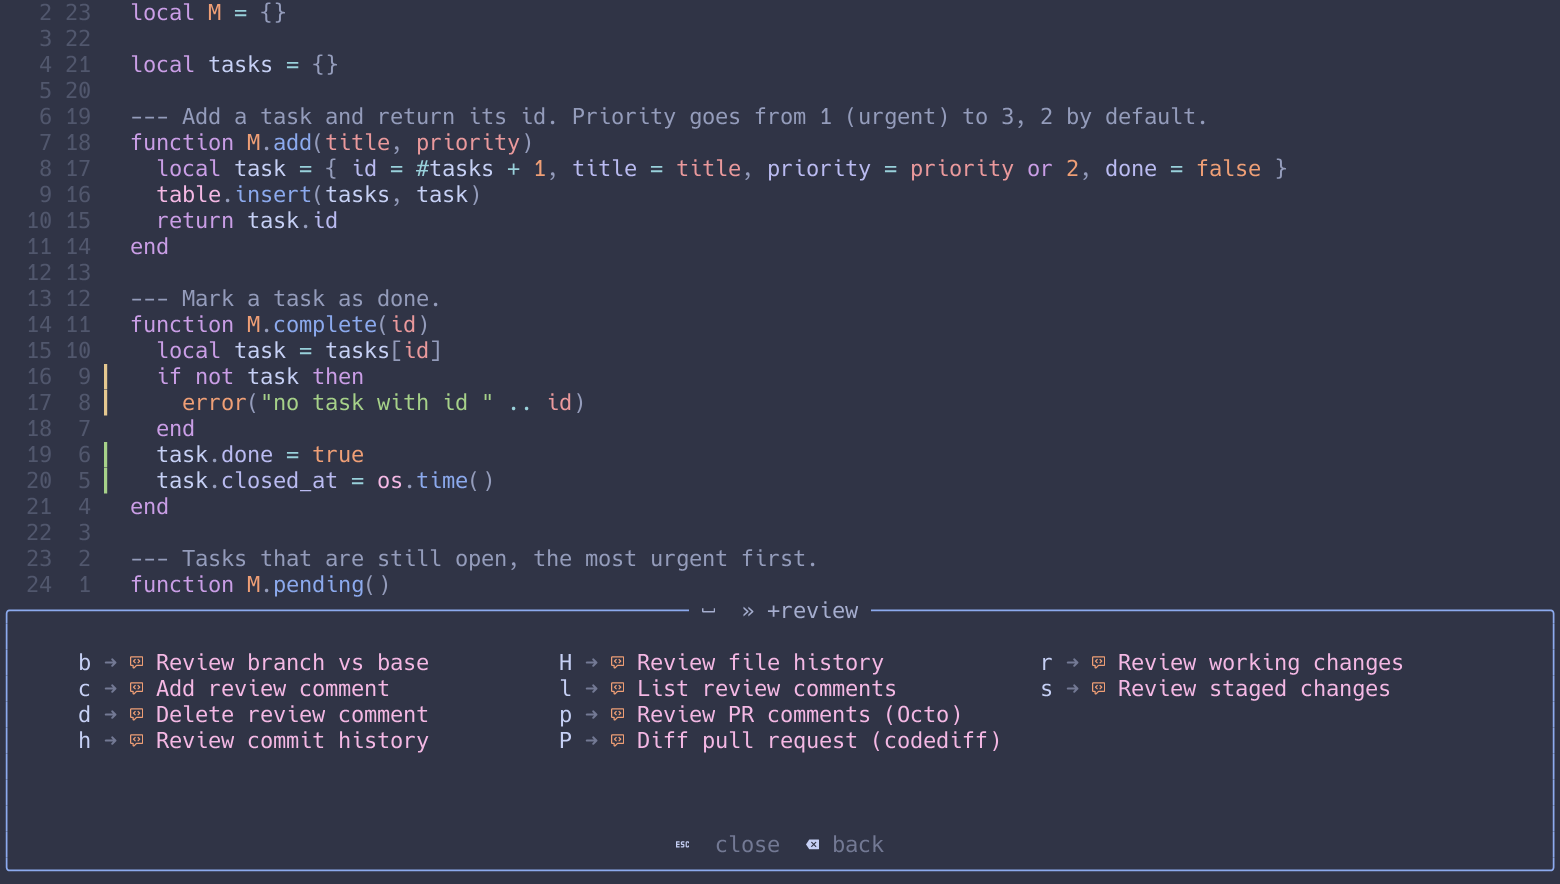 2 23 local M = {}
3 22
4 21 local tasks = {}
5 20
6 19 --- Add a task and return its id. Priority goes from 1 (urgent) to 3, 2 by default.
7 18 function M.add(title, priority)
8 17   local task = { id = #tasks + 1, title = title, priority = priority or 2, done = false }
9 16   table.insert(tasks, task)
10 15   return task.id
11 14 end
12 13
13 12 --- Mark a task as done.
14 11 function M.complete(id)
15 10   local task = tasks[id]
16 9   if not task then
17 8     error("no task with id " .. id)
18 7   end
19 6   task.done = true
20 5   task.closed_at = os.time()
21 4 end
22 3
23 2 --- Tasks that are still open, the most urgent first.
24 1 function M.pending()
␣ » +review
b → Review branch vs base H → Review file history r → Review working changes
c → Add review comment l → List review comments s → Review staged changes
d → Delete review comment p → Review PR comments (Octo)
h → Review commit history P → Diff pull request (codediff)
ESC close ⌫ back